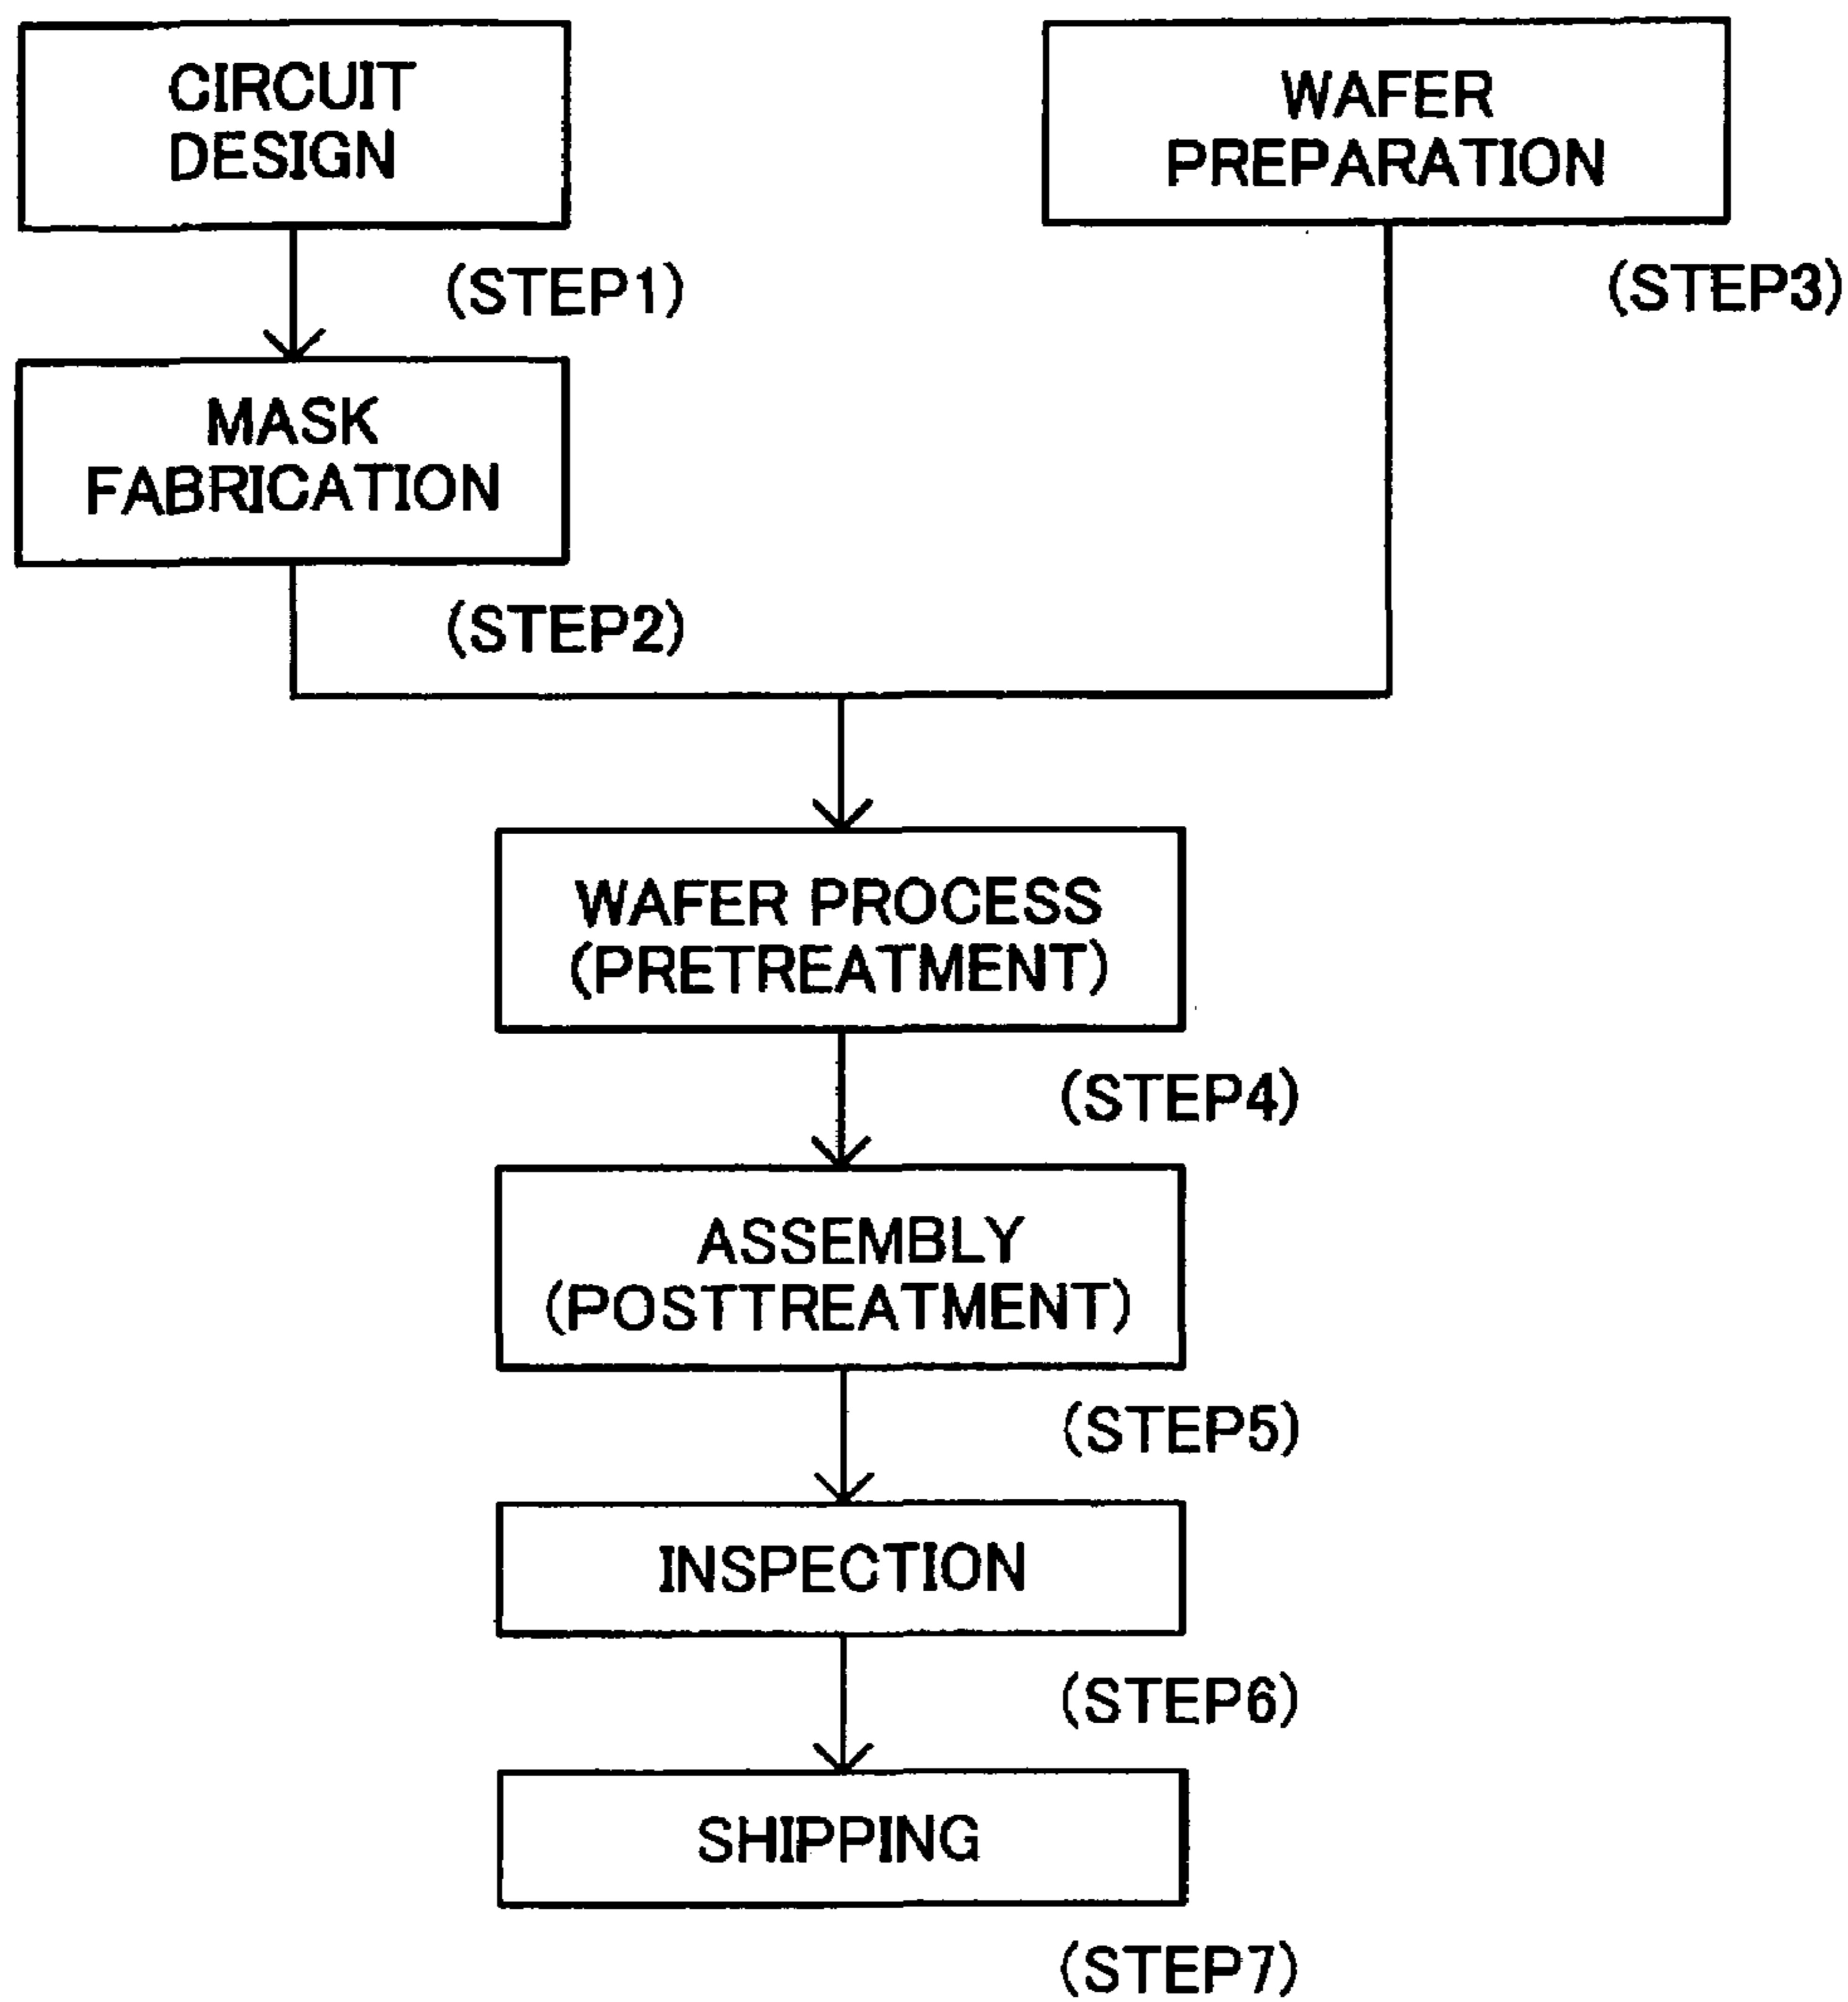 CIRCUIT
DESIGN
(STEP1)
MASK
FABRICATION
(STEP2)
WAFER
PREPARATION
(STEP3)
WAFER PROCESS
(PRETREATMENT)
(STEP4)
ASSEMBLY
(POSTTREATMENT)
(STEP5)
INSPECTION
(STEP6)
SHIPPING
(STEP7)